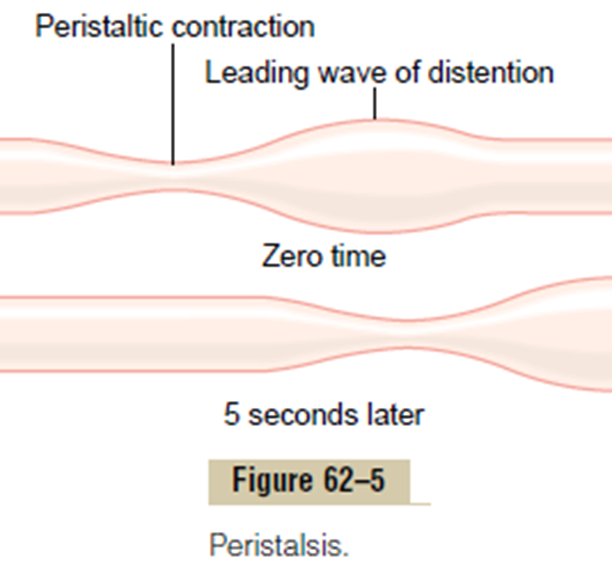 Peristaltic contraction
Leading wave of distention
Zero time
5 seconds later
Figure 62–5
Peristalsis.